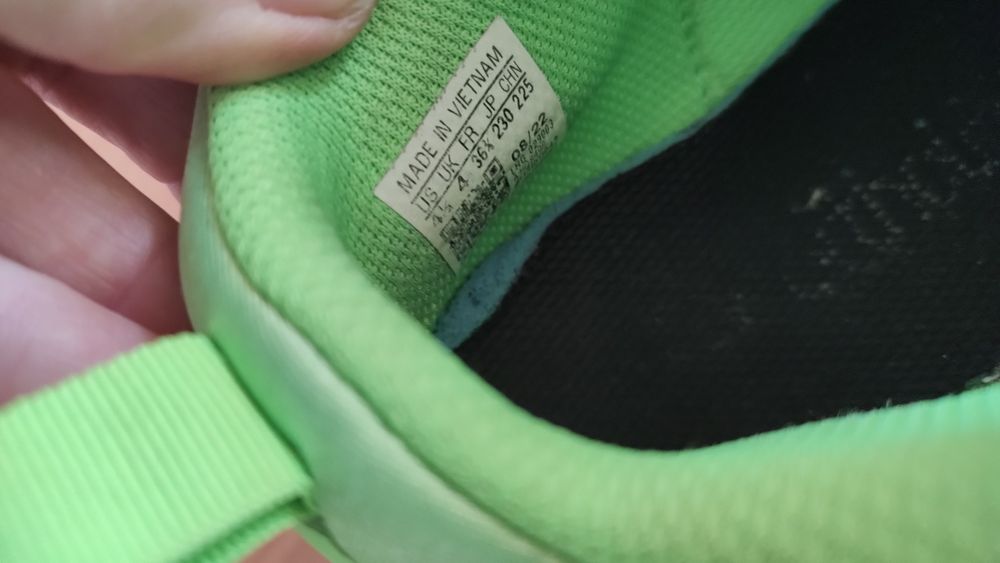 MADE IN VIETNAM
US UK FR JP CHN
4½ 4 36⅔ 230 225
08/22